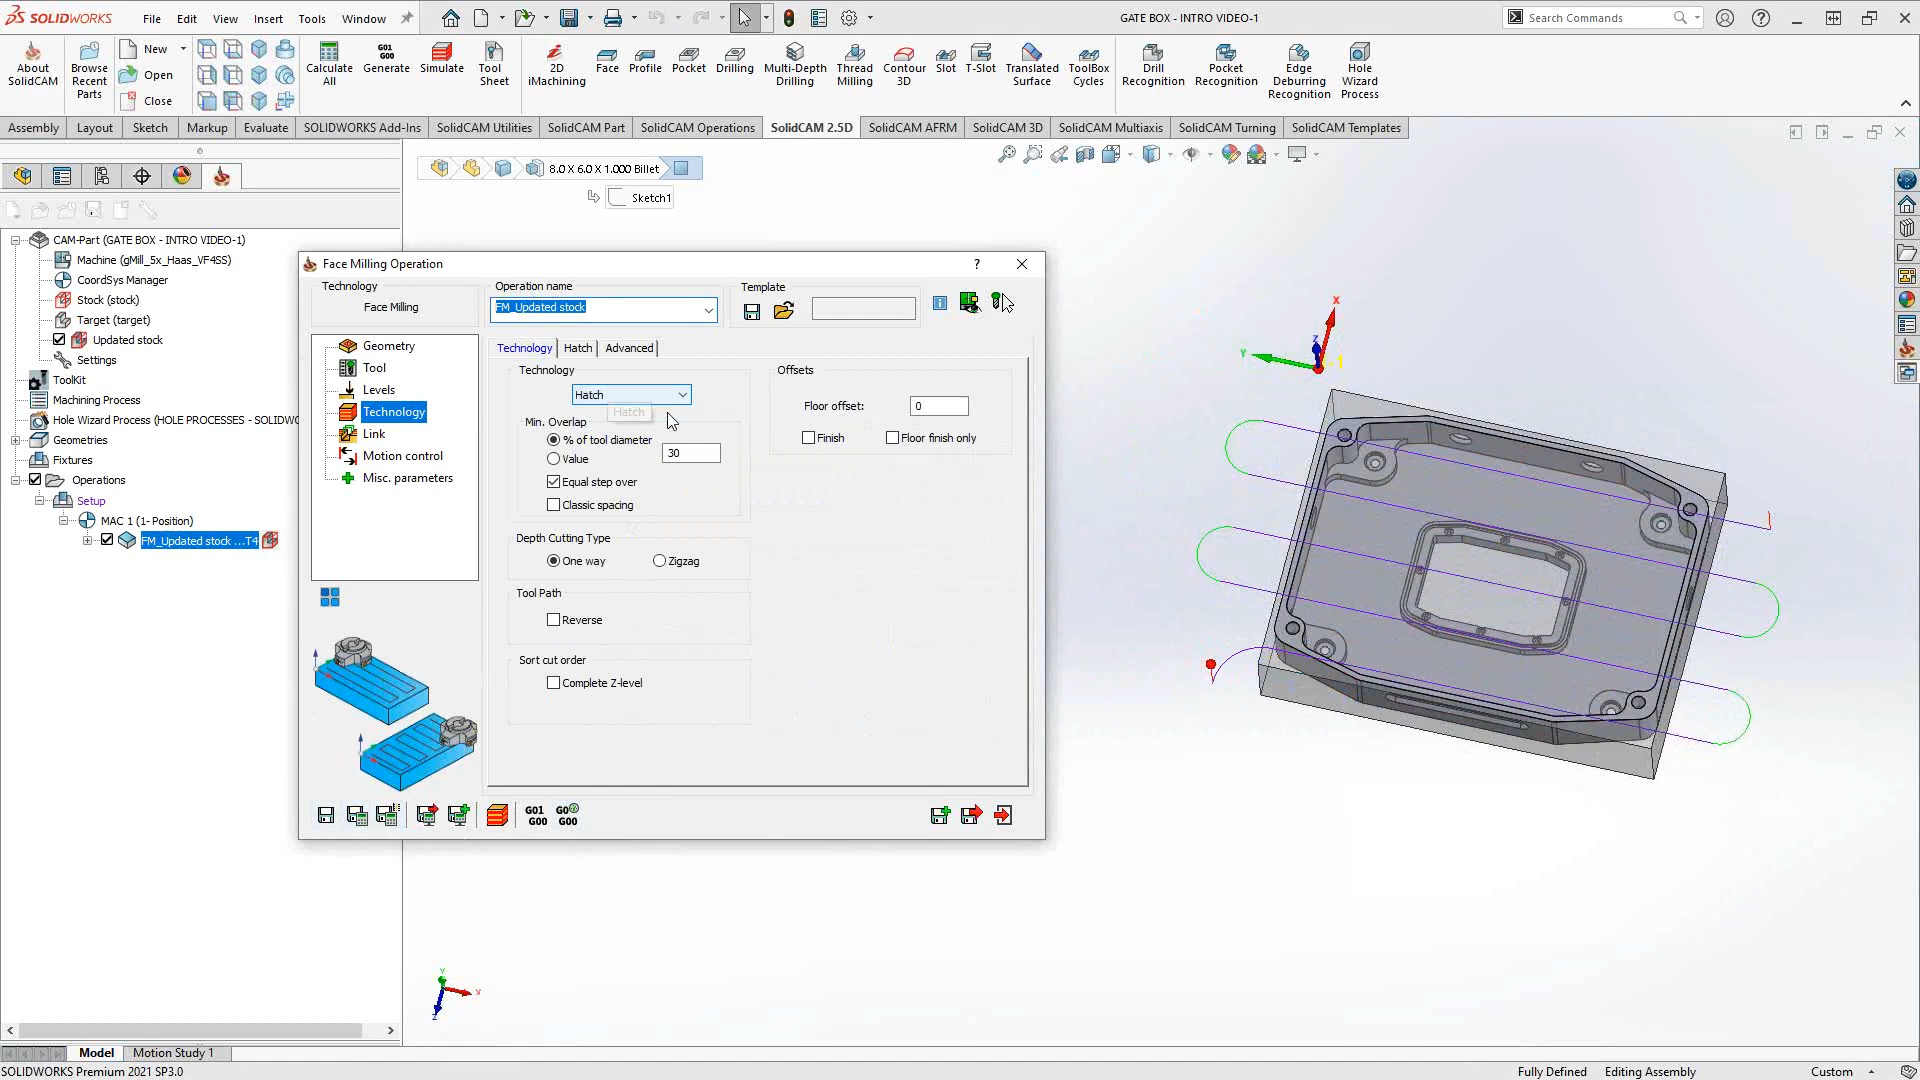 SOLIDWORKS File Edit View Insert Tools Window GATE BOX - INTRO VIDEO-1 Search Commands
About SolidCAM
Browse Recent Parts
New
Open
Close
Calculate All
G01 G00 Generate
Simulate
Tool Sheet
2D iMachining
Face
Profile
Pocket
Drilling
Multi-Depth Drilling
Thread Milling
Contour 3D
Slot
T-Slot
Translated Surface
ToolBox Cycles
Drill Recognition
Pocket Recognition
Edge Deburring Recognition
Hole Wizard Process
Assembly Layout Sketch Markup Evaluate SOLIDWORKS Add-Ins SolidCAM Utilities SolidCAM Part SolidCAM Operations SolidCAM 2.5D SolidCAM AFRM SolidCAM 3D SolidCAM Multiaxis SolidCAM Turning SolidCAM Templates
8.0 X 6.0 X 1.000 Billet
Sketch1
CAM-Part (GATE BOX - INTRO VIDEO-1)
Machine (gMill_5x_Haas_VF4SS)
CoordSys Manager
Stock (stock)
Target (target)
Updated stock
Settings
ToolKit
Machining Process
Hole Wizard Process (HOLE PROCESSES - SOLIDW
Geometries
Fixtures
Operations
Setup
MAC 1 (1- Position)
FM_Updated stock ...T4
Face Milling Operation ?
Technology
Face Milling
Operation name
FM_Updated stock
Template
Geometry
Tool
Levels
Technology
Link
Motion control
Misc. parameters
Technology Hatch Advanced
Technology
Hatch
Hatch
Min. Overlap
% of tool diameter
Value
30
Equal step over
Classic spacing
Depth Cutting Type
One way Zigzag
Tool Path
Reverse
Sort cut order
Complete Z-level
Offsets
Floor offset: 0
Finish Floor finish only
G01 G00
G0 G00
X
Y
Z
1
Y
X
Z
Model Motion Study 1
SOLIDWORKS Premium 2021 SP3.0 Fully Defined Editing Assembly Custom